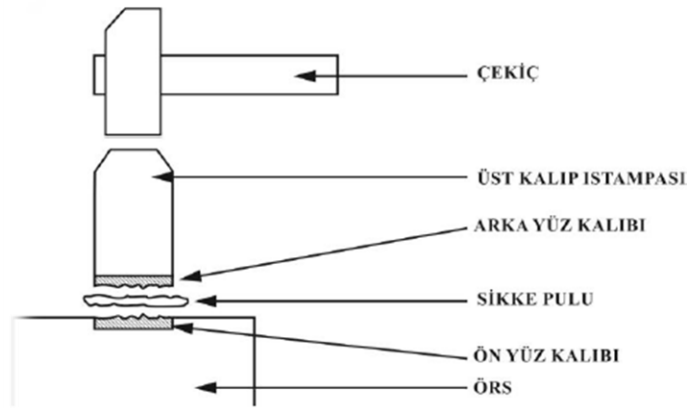 ÇEKİÇ
ÜST KALIP ISTAMPASI
ARKA YÜZ KALIBI
SİKKE PULU
ÖN YÜZ KALIBI
ÖRS